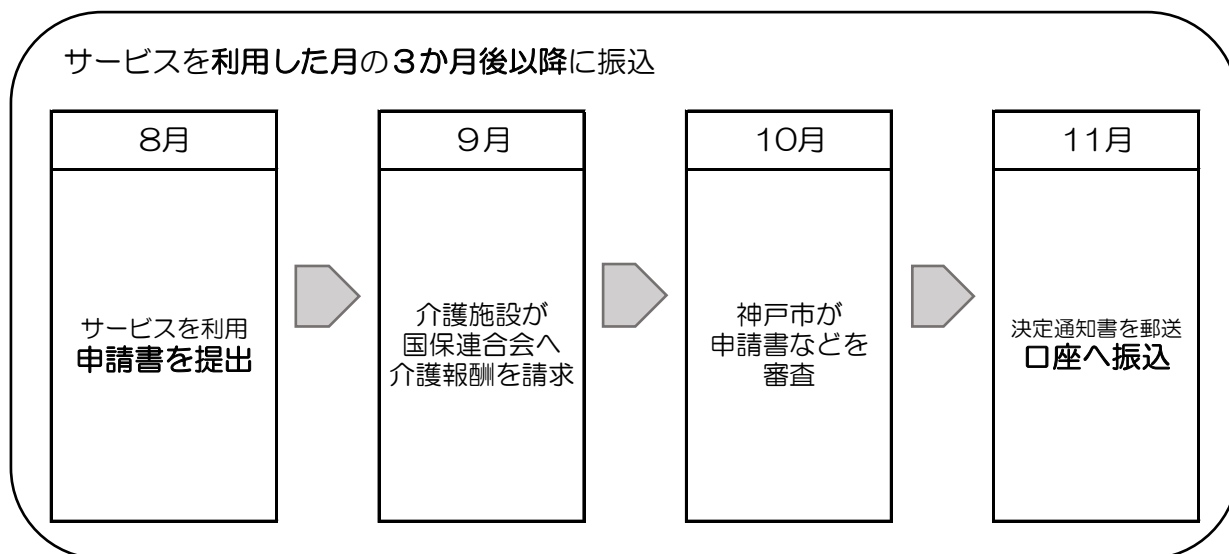 サービスを利用した月の３か月後以降に振込
8月
サービスを利用
申請書を提出
9月
介護施設が
国保連合会へ
介護報酬を請求
10月
神戸市が
申請書などを
審査
11月
決定通知書を郵送
口座へ振込